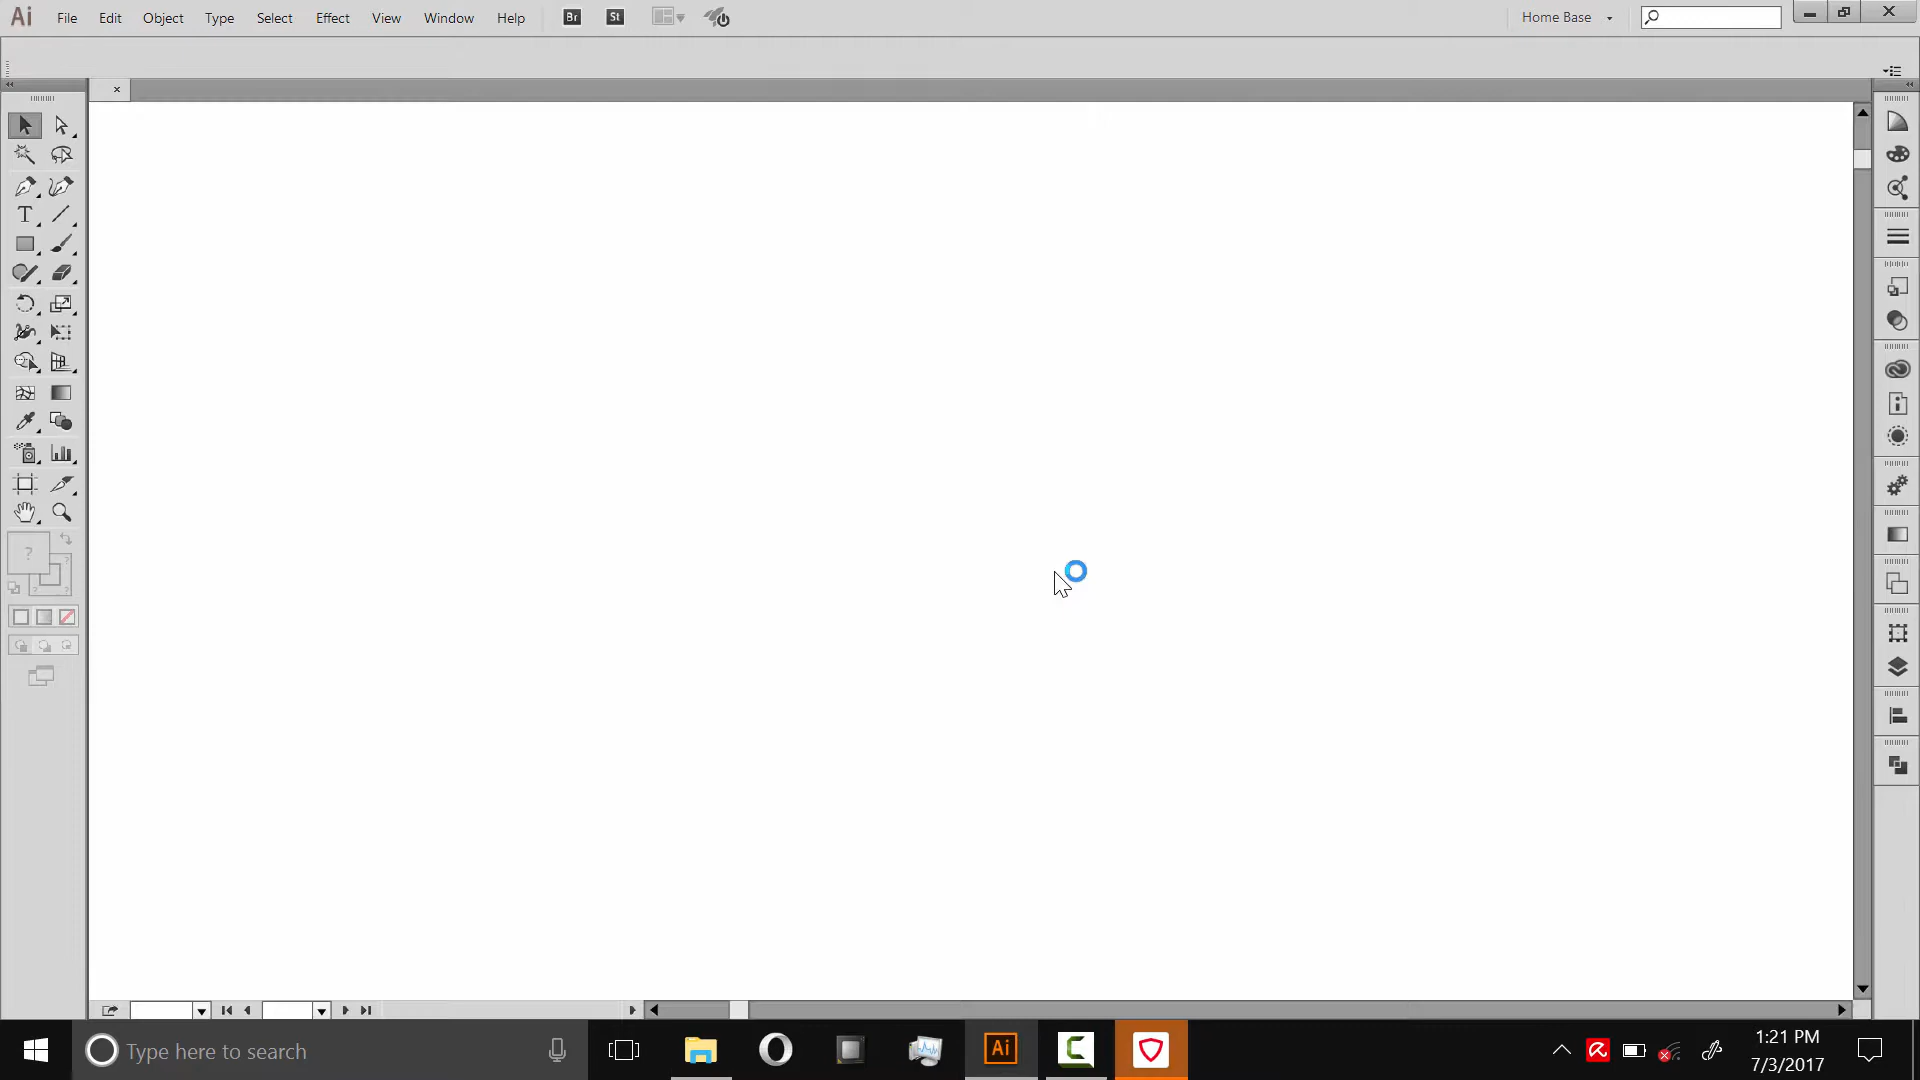 Ai File Edit Object Type Select Effect View Window Help Br St Home Base
T
?
Type here to search
Ai
1:21 PM
7/3/2017